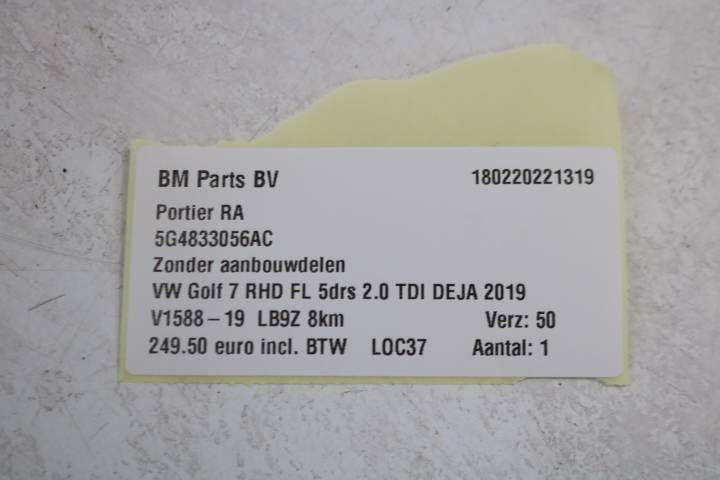 BM Parts BV 180220221319
Portier RA
5G4833056AC
Zonder aanbouwdelen
VW Golf 7 RHD FL 5drs 2.0 TDI DEJA 2019
V1588-19 LB9Z 8km Verz: 50
249.50 euro incl. BTW LOC37 Aantal: 1